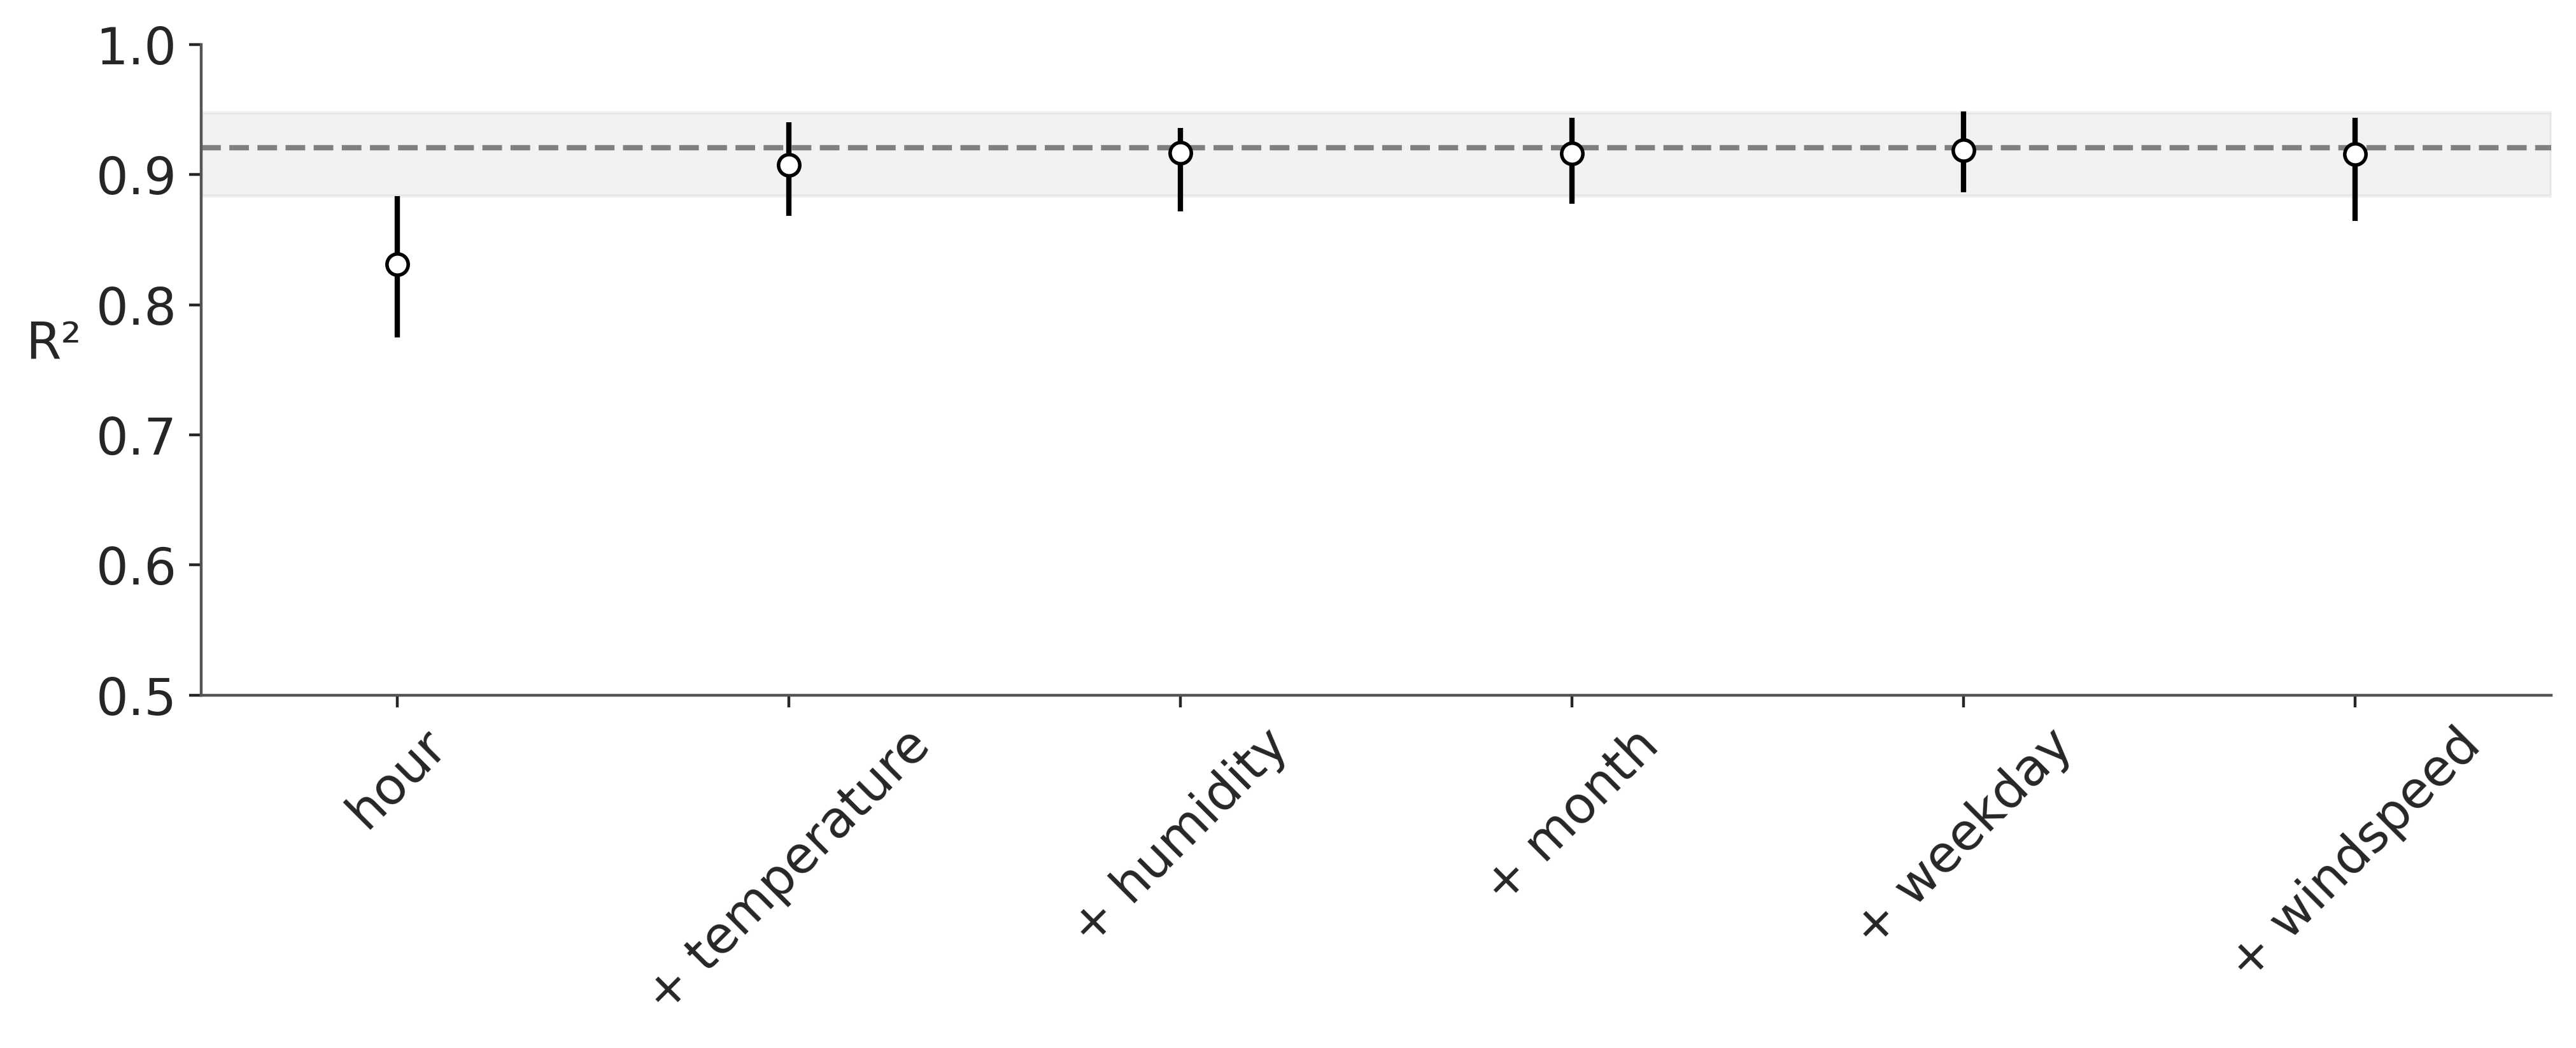 1.0
0.9
0.8
0.7
0.6
0.5
R²
hour
+ temperature
+ humidity
+ month
+ weekday
+ windspeed